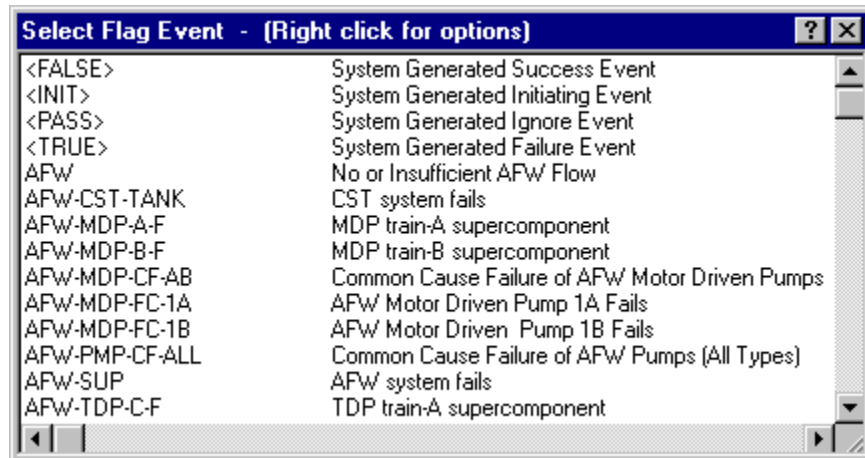 Select Flag Event - (Right click for options)
<FALSE> System Generated Success Event
<INIT> System Generated Initiating Event
<PASS> System Generated Ignore Event
<TRUE> System Generated Failure Event
AFW No or Insufficient AFW Flow
AFW-CST-TANK CST system fails
AFW-MDP-A-F MDP train-A supercomponent
AFW-MDP-B-F MDP train-B supercomponent
AFW-MDP-CF-AB Common Cause Failure of AFW Motor Driven Pumps
AFW-MDP-FC-1A AFW Motor Driven Pump 1A Fails
AFW-MDP-FC-1B AFW Motor Driven  Pump 1B Fails
AFW-PMP-CF-ALL Common Cause Failure of AFW Pumps (All Types)
AFW-SUP AFW system fails
AFW-TDP-C-F TDP train-A supercomponent